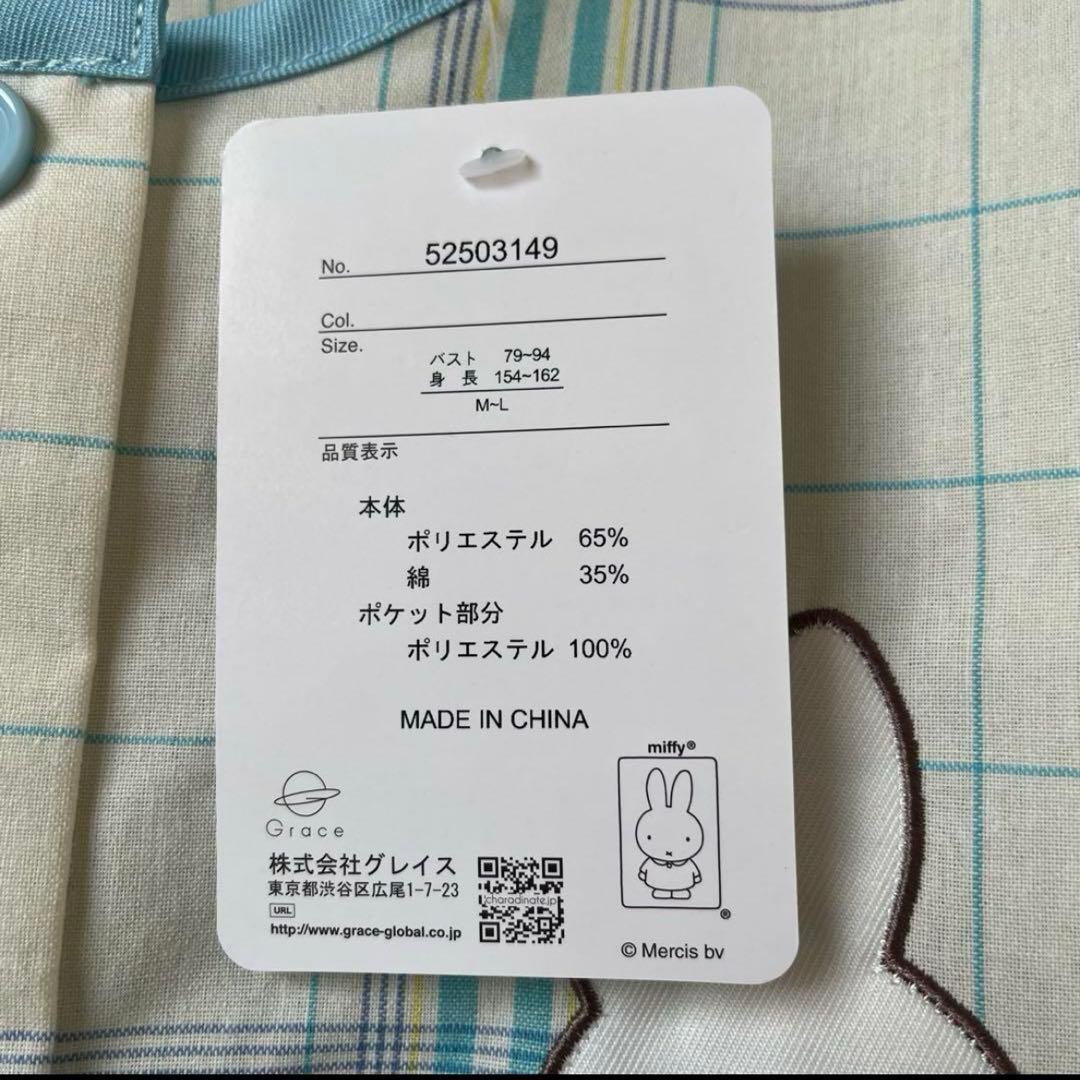 No. 52503149
Col.
Size.
バスト 79~94
身 長 154~162
M~L
品質表示
本体
ポリエステル 65%
綿 35%
ポケット部分
ポリエステル 100%
MADE IN CHINA
miffy®
®
© Mercis bv
Grace
株式会社グレイス
東京都渋谷区広尾1-7-23
URL
http://www.grace-global.co.jp
charadinate.jp